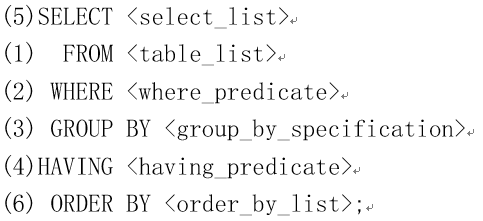 (5)SELECT <select_list>
(1)  FROM <table_list>
(2) WHERE <where_predicate>
(3) GROUP BY <group_by_specification>
(4)HAVING <having_predicate>
(6) ORDER BY <order_by_list>;